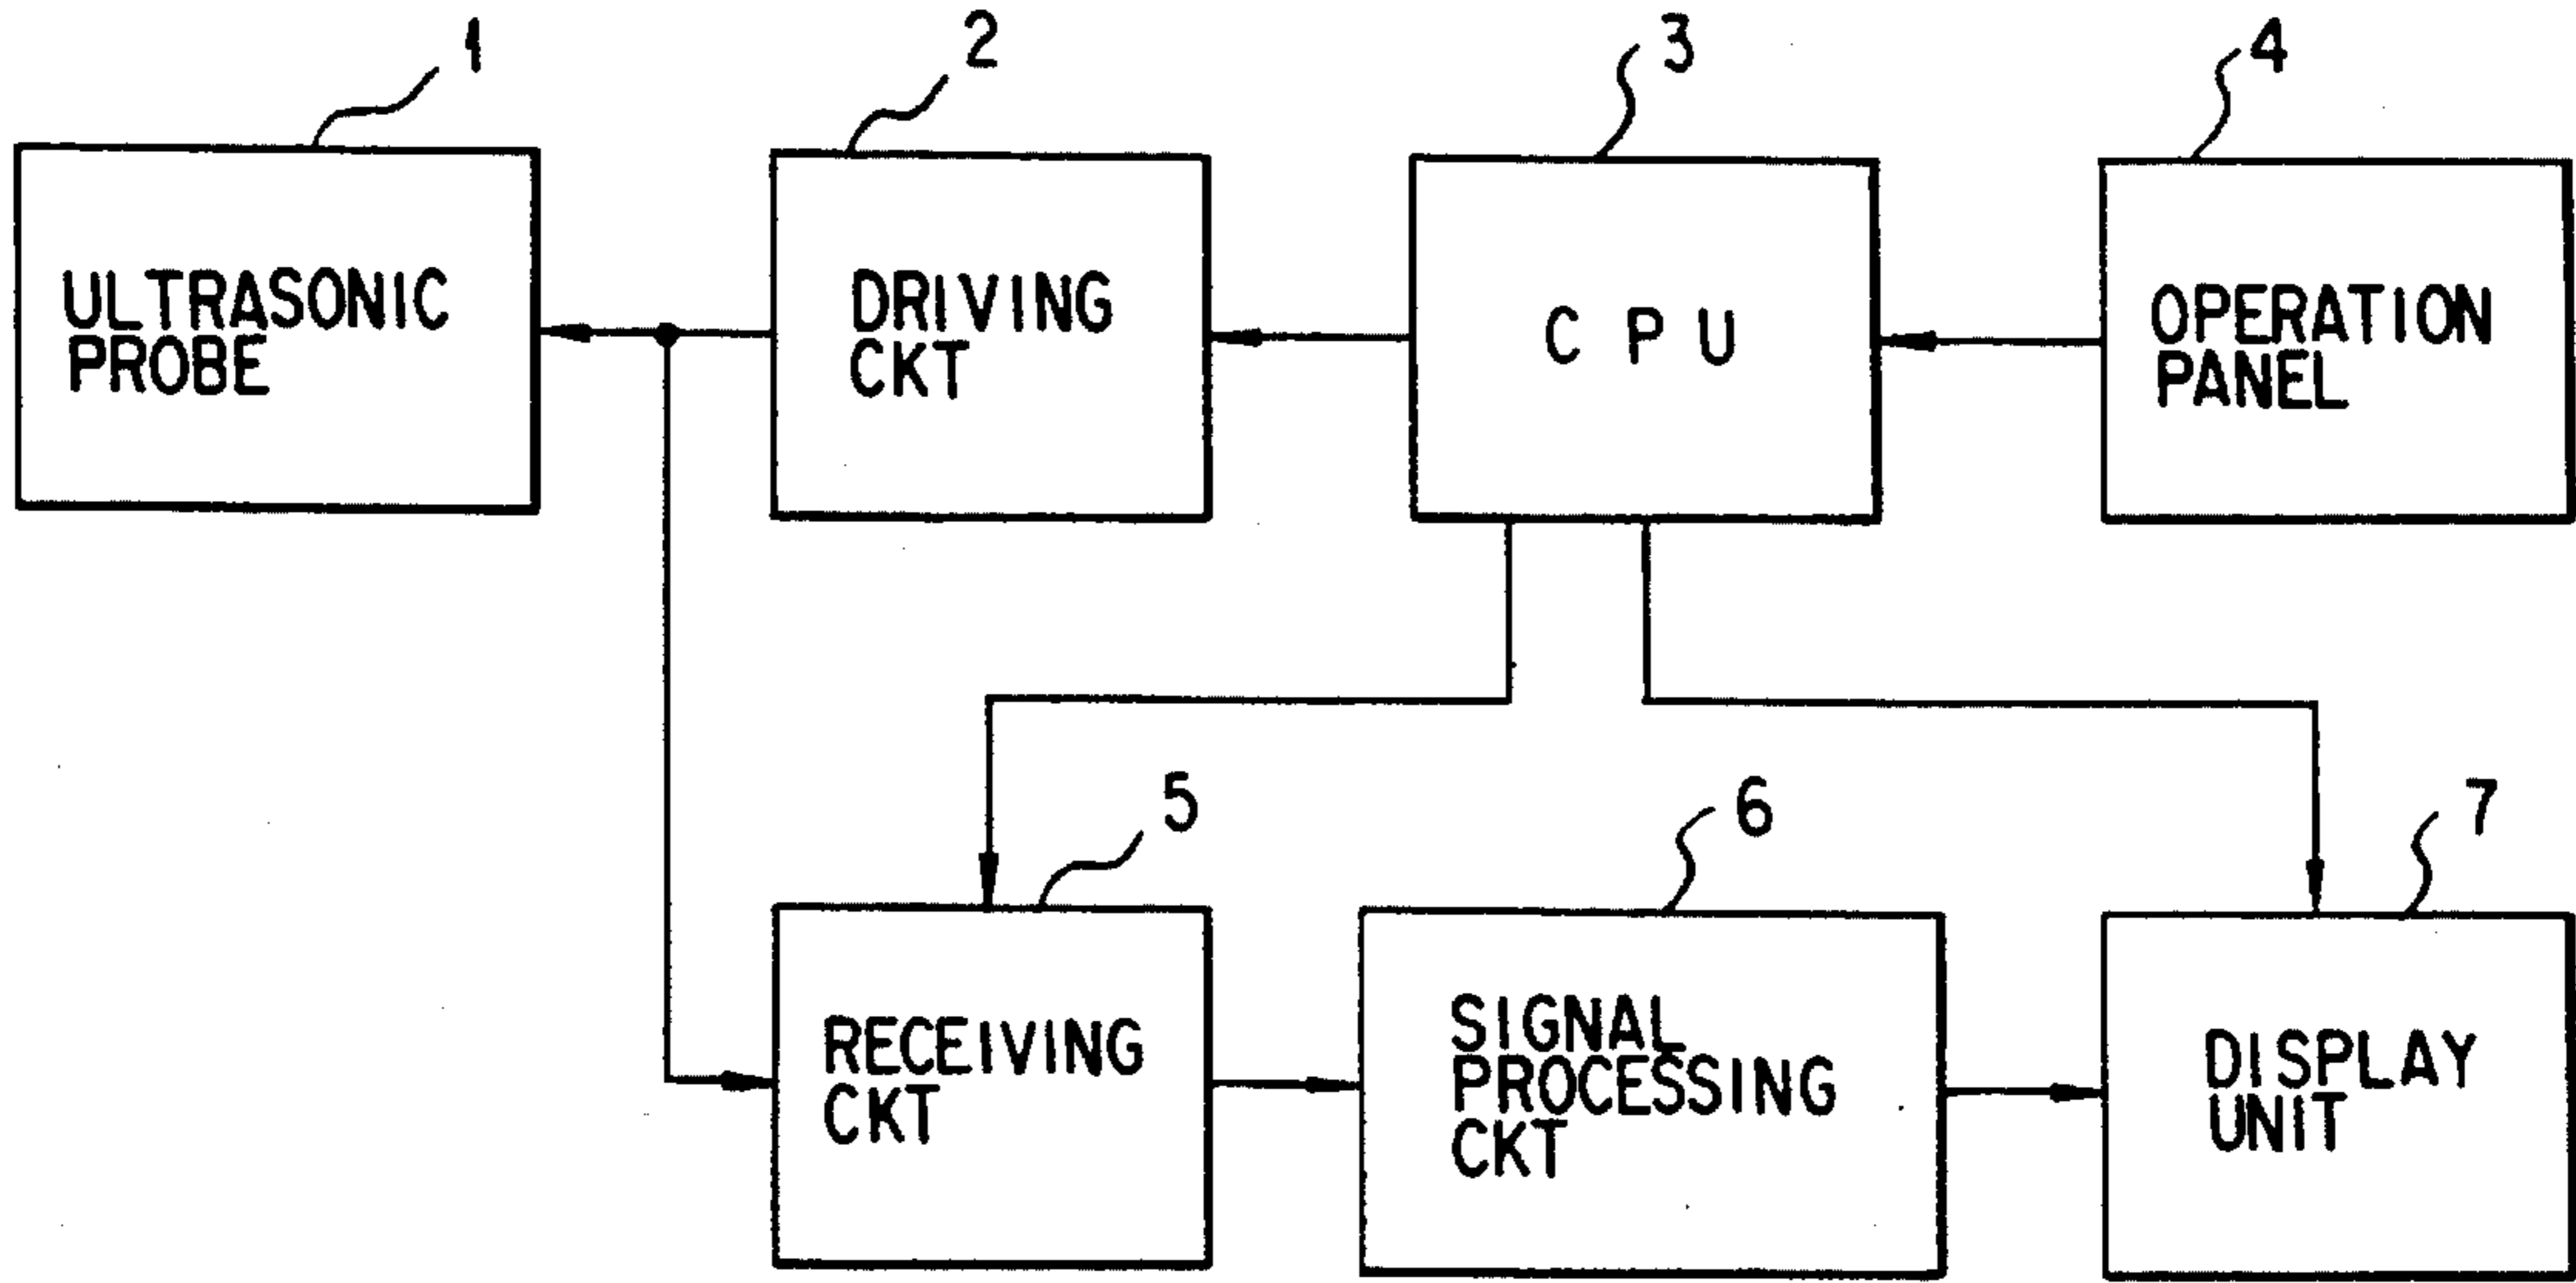 1
2
3
4
ULTRASONIC
PROBE
DRIVING
CKT
CPU
OPERATION
PANEL
5
6
7
RECEIVING
CKT
SIGNAL
PROCESSING
CKT
DISPLAY
UNIT